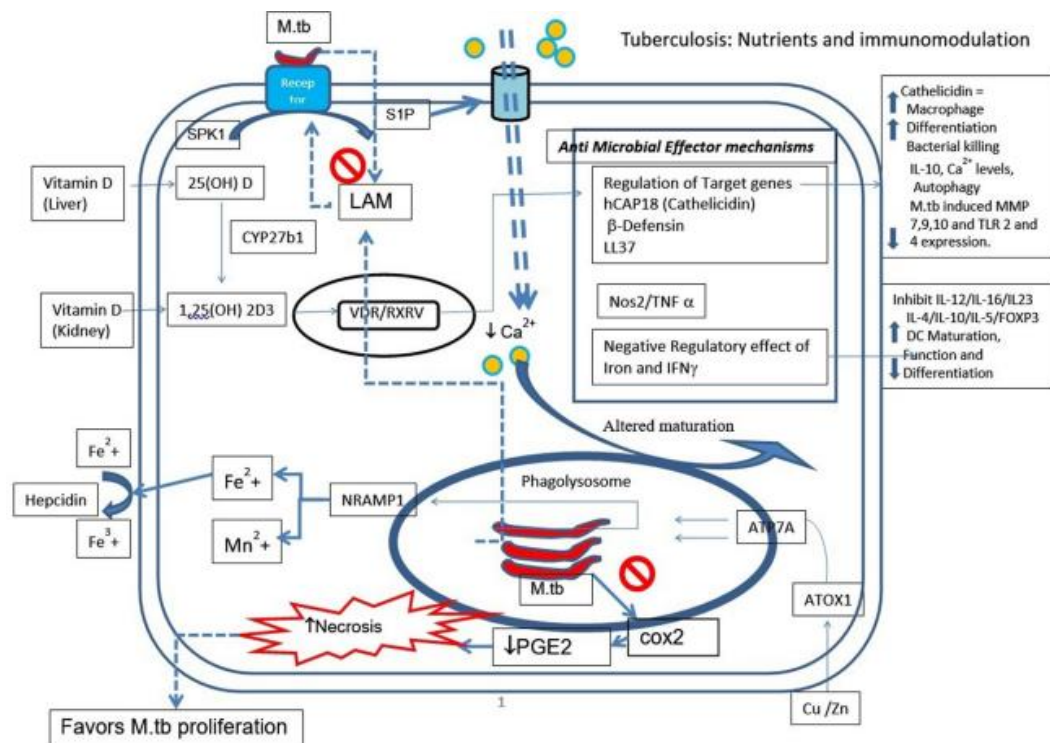 M.tb
Tuberculosis: Nutrients and immunomodulation
Recep
tor
S1P
SPK1
Vitamin D
(Liver)
25(OH) D
LAM
CYP27b1
Vitamin D
(Kidney)
1,25(OH) 2D3
VDR/RXRV
↓ Ca²⁺
Anti Microbial Effector mechanisms
Regulation of Target genes
hCAP18 (Cathelicidin)
β-Defensin
LL37
Nos2/TNF α
Negative Regulatory effect of
Iron and IFNγ
Cathelicidin =
Macrophage
Differentiation
Bacterial killing
IL-10, Ca²⁺ levels,
Autophagy
M.tb induced MMP
7,9,10 and TLR 2 and
4 expression.
Inhibit IL-12/IL-16/IL23
IL-4/IL-10/IL-5/FOXP3
DC Maturation,
Function and
Differentiation
Altered maturation
Fe²+
Hepcidin
Fe³+
Fe²+
Mn²+
NRAMP1
Phagolysosome
M.tb
ATP7A
ATOX1
Cu /Zn
cox2
↓PGE2
↑Necrosis
Favors M.tb proliferation
1